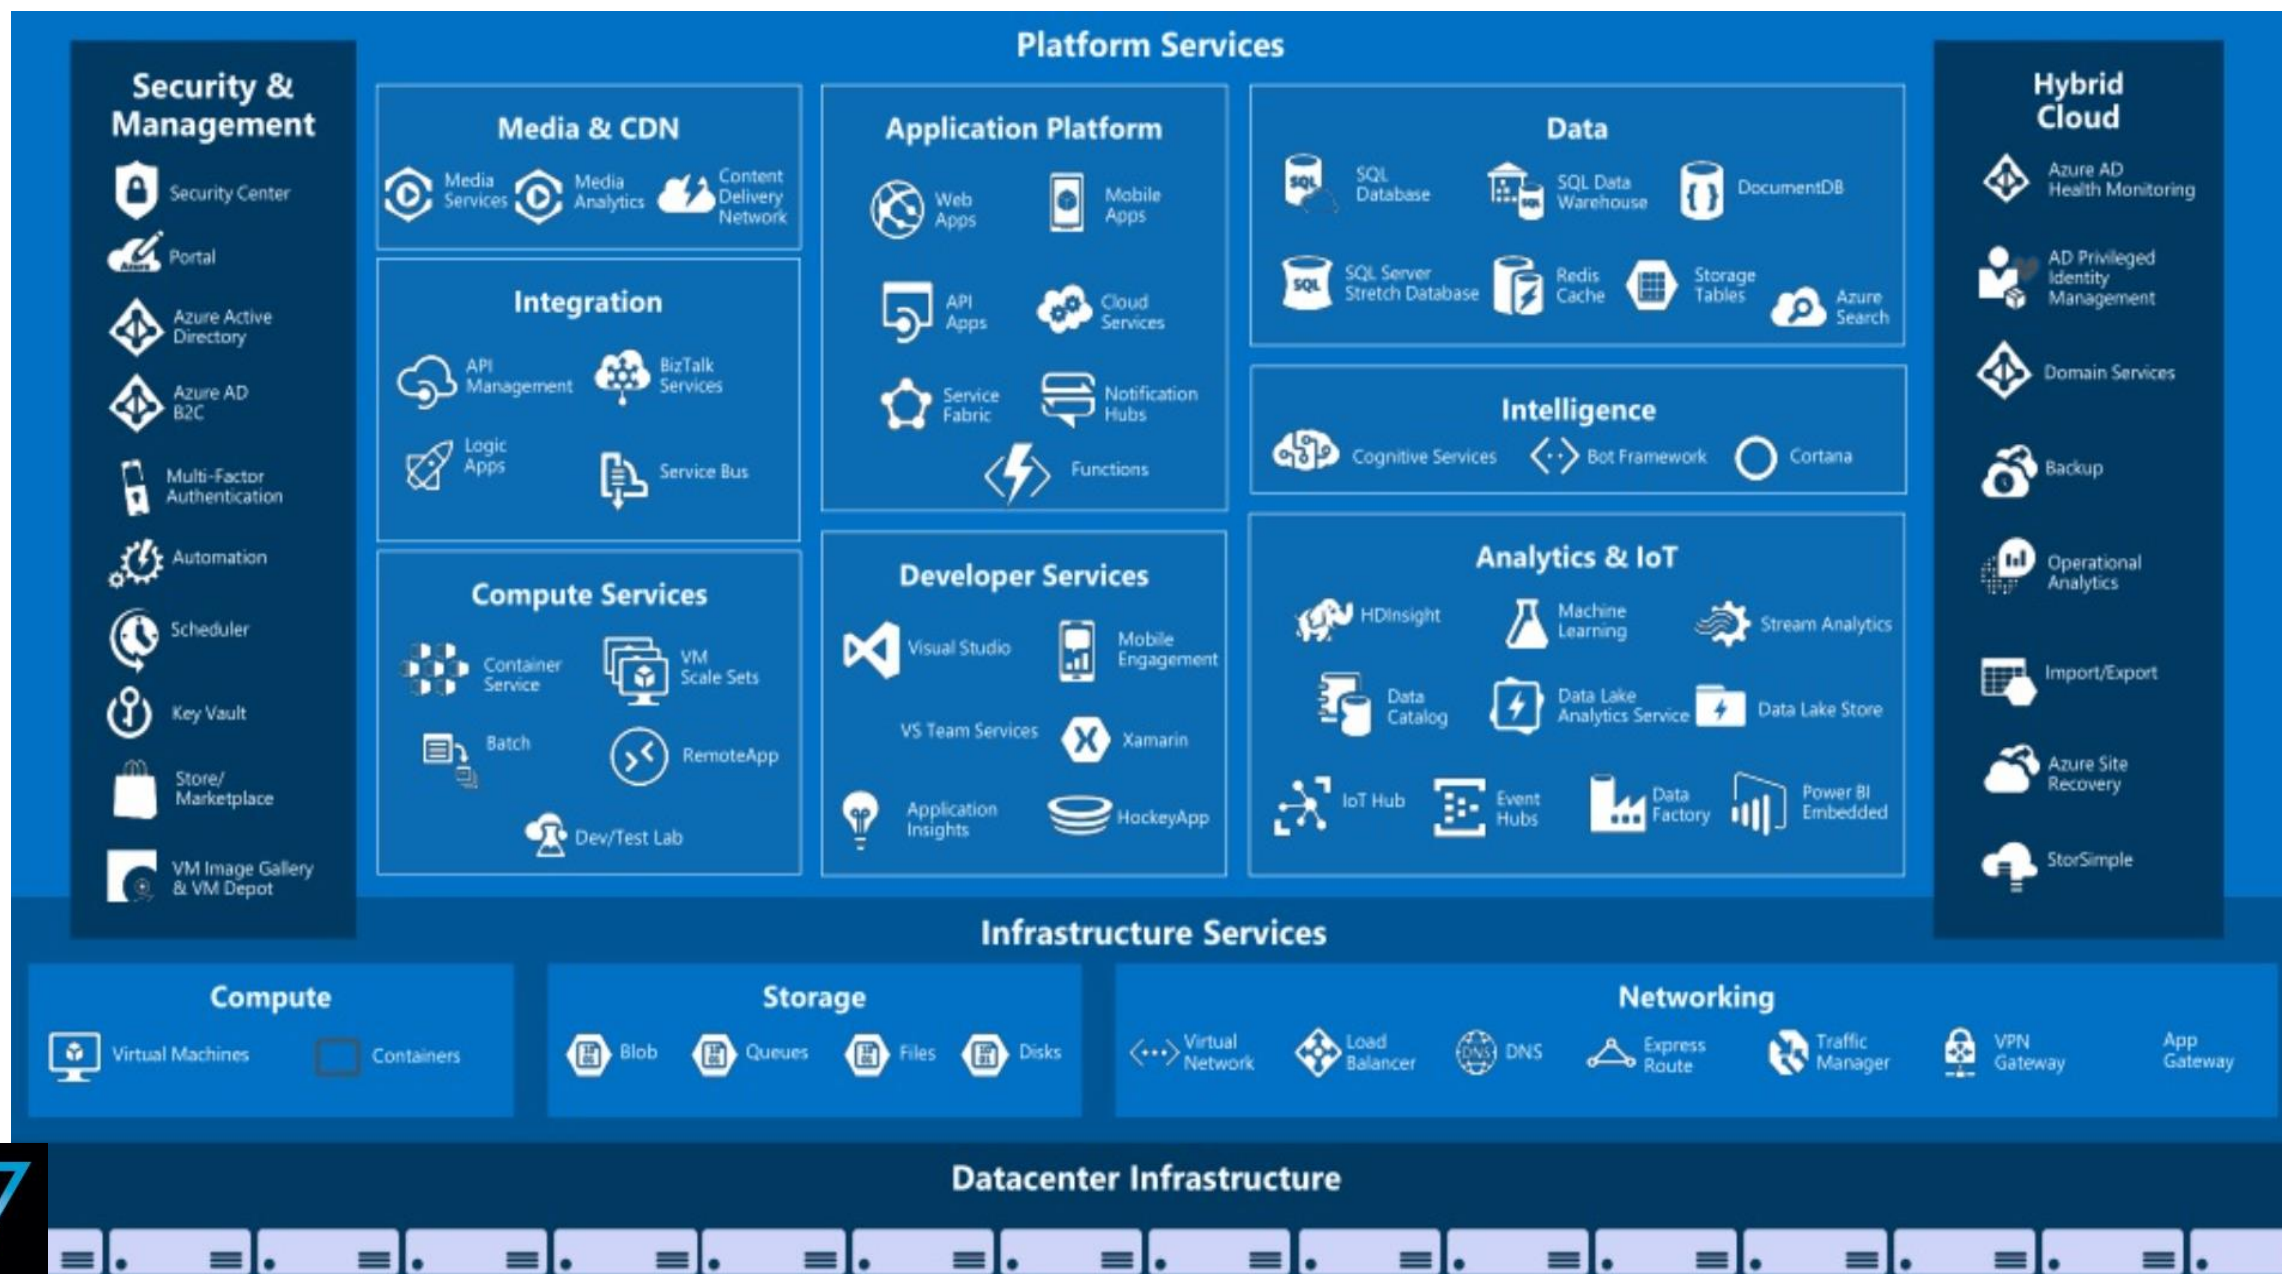 Platform Services
Security &
Management
Security Center
Portal
Azure
Azure Active
Directory
Azure AD
B2C
Multi-Factor
Authentication
Automation
Scheduler
Key Vault
Store/
Marketplace
VM Image Gallery
& VM Depot
Media & CDN
Media
Services
Media
Analytics
Content
Delivery
Network
Integration
API
Management
BizTalk
Services
Logic
Apps
Service Bus
Compute Services
Container
Service
VM
Scale Sets
Batch
RemoteApp
Dev/Test Lab
Application Platform
Web
Apps
Mobile
Apps
API
Apps
Cloud
Services
Service
Fabric
Notification
Hubs
Functions
Developer Services
Visual Studio
Mobile
Engagement
VS Team Services
Xamarin
Application
Insights
HockeyApp
Data
SQL
SQL
Database
SQL
SQL Data
Warehouse
DocumentDB
SQL
SQL Server
Stretch Database
Redis
Cache
Storage
Tables
Azure
Search
Intelligence
Cognitive Services
Bot Framework
Cortana
Analytics & IoT
HDInsight
Machine
Learning
Stream Analytics
Data
Catalog
Data Lake
Analytics Service
Data Lake Store
IoT Hub
Event
Hubs
Data
Factory
Power BI
Embedded
Hybrid
Cloud
Azure AD
Health Monitoring
AD Privileged
Identity
Management
Domain Services
Backup
Operational
Analytics
Import/Export
Azure Site
Recovery
StorSimple
Infrastructure Services
Compute
Virtual Machines
Containers
Storage
Blob
Queues
Files
Disks
Networking
Virtual
Network
Load
Balancer
DNS
DNS
Express
Route
Traffic
Manager
VPN
Gateway
App
Gateway
Datacenter Infrastructure